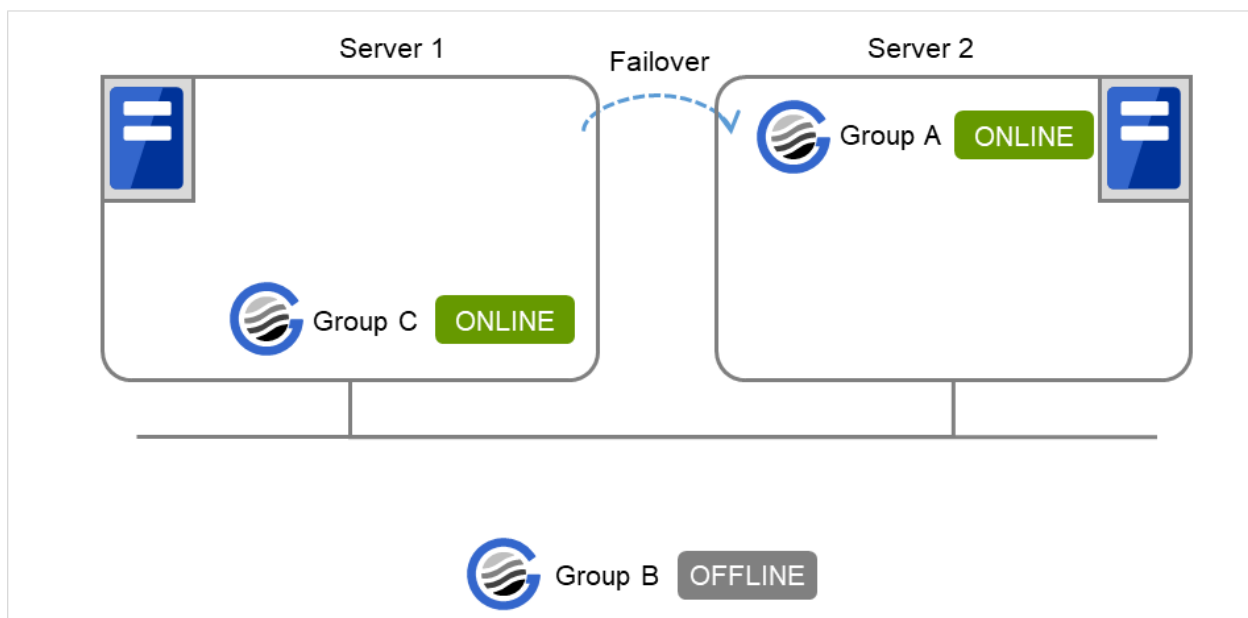 Server 1
Failover
Server 2
Group A ONLINE
Group C ONLINE
Group B OFFLINE